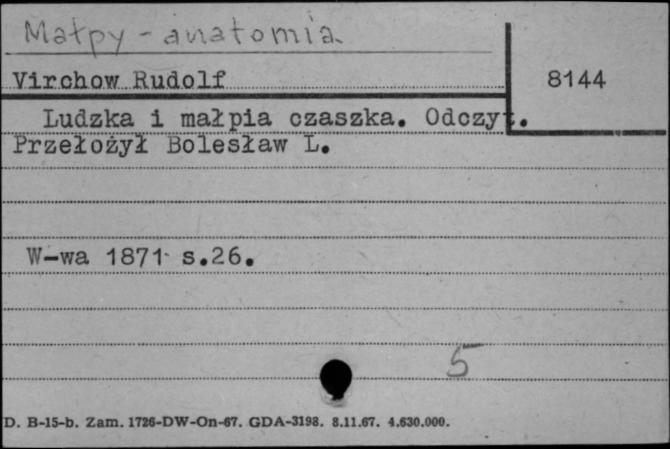 Małpy - anatomia
Virchow Rudolf
8144
Ludzka i małpia czaszka. Odczyt.
Przełożył Bolesław L.
W-wa 1871 s.26.
5
D. B-15-b. Zam. 1726-DW-On-67. GDA-3198. 8.11.67. 4.630.000.